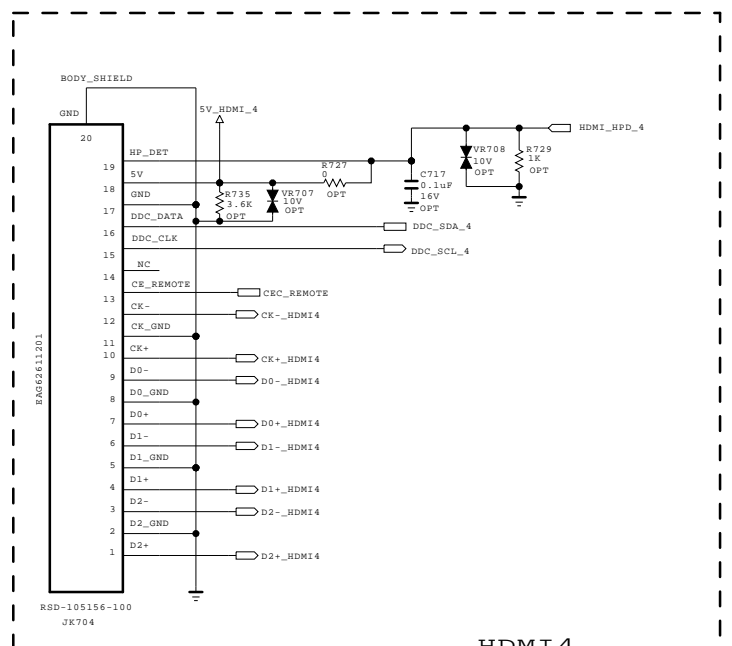 BODY_SHIELD
GND
20
5V_HDMI_4
HDMI_HPD_4
HP_DET
19
5V
18
GND
17
DDC_DATA
16
DDC_CLK
15
NC
14
CE_REMOTE
13
CK-
12
CK_GND
11
CK+
10
D0-
9
D0_GND
8
D0+
7
D1-
6
D1_GND
5
D1+
4
D2-
3
D2_GND
2
D2+
1
R735
3.6K
OPT
VR707
10V
OPT
R727
0
OPT
C717
0.1uF
16V
OPT
VR708
10V
OPT
R729
1K
OPT
DDC_SDA_4
DDC_SCL_4
CEC_REMOTE
CK-_HDMI4
CK+_HDMI4
D0-_HDMI4
D0+_HDMI4
D1-_HDMI4
D1+_HDMI4
D2-_HDMI4
D2+_HDMI4
EAG62611201
RSD-105156-100
JK704
HDMI4